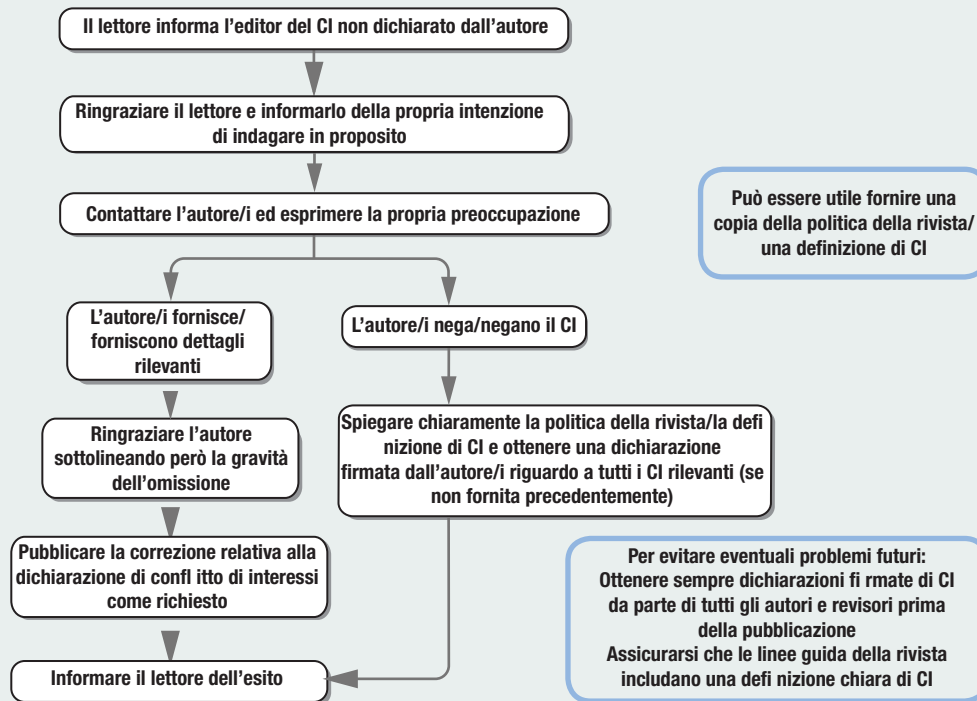 Il lettore informa l'editor del CI non dichiarato dall'autore
Ringraziare il lettore e informarlo della propria intenzione
di indagare in proposito
Contattare l'autore/i ed esprimere la propria preoccupazione
Può essere utile fornire una
copia della politica della rivista/
una definizione di CI
L'autore/i fornisce/
forniscono dettagli
rilevanti
L'autore/i nega/negano il CI
Ringraziare l'autore
sottolineando però la gravità
dell'omissione
Spiegare chiaramente la politica della rivista/la defi
nizione di CI e ottenere una dichiarazione
firmata dall'autore/i riguardo a tutti i CI rilevanti (se
non fornita precedentemente)
Pubblicare la correzione relativa alla
dichiarazione di confl itto di interessi
come richiesto
Informare il lettore dell'esito
Per evitare eventuali problemi futuri:
Ottenere sempre dichiarazioni fi rmate di CI
da parte di tutti gli autori e revisori prima
della pubblicazione
Assicurarsi che le linee guida della rivista
includano una defi nizione chiara di CI